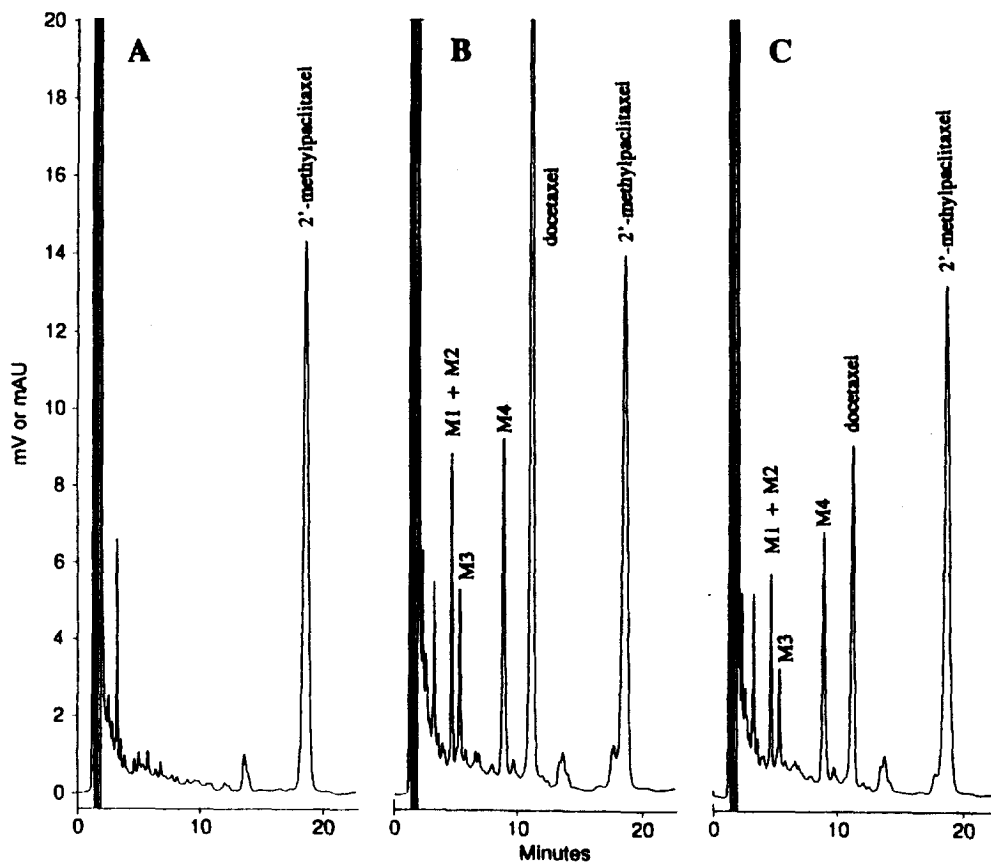 20
18
16
14
12
10
8
6
4
2
0
mV or mAU
A
2'-methylpaclitaxel
0
10
20
B
M1 + M2
M3
M4
docetaxel
2'-methylpaclitaxel
0
10
20
C
M1 + M2
M3
M4
docetaxel
2'-methylpaclitaxel
0
10
20
Minutes